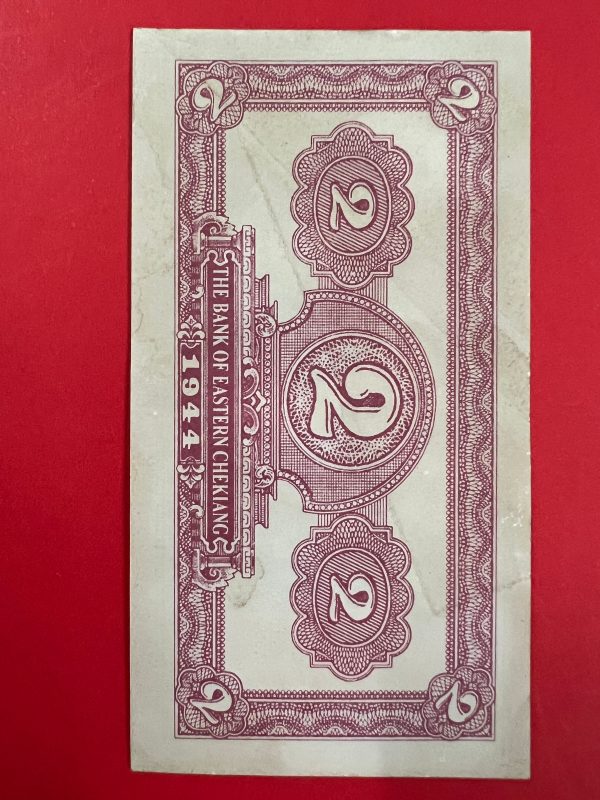 2 2
2 2 2
THE BANK OF EASTERN CHEKIANG
2 1944 2